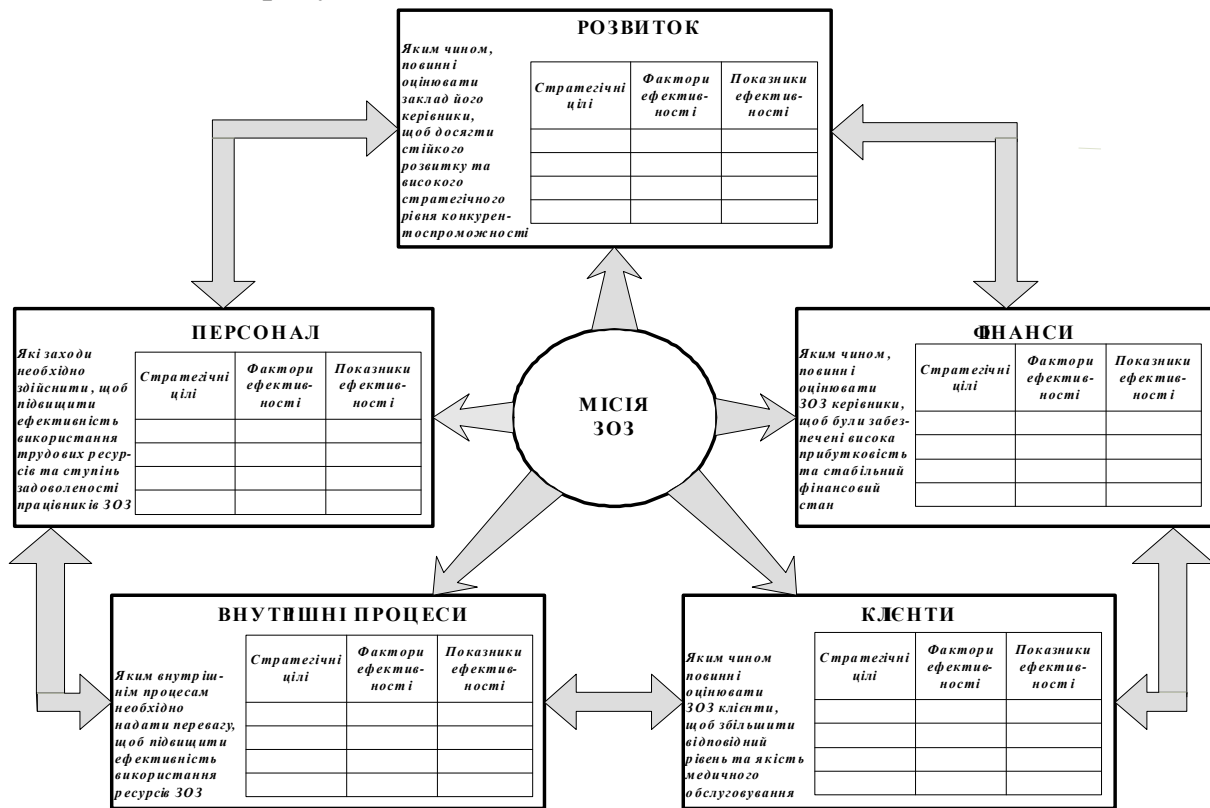 РОЗВИТОК
Яким чином,
повинні
оцінювати
заклад його
керівники,
щоб досягти
стійкого
розвитку та
високого
стратегічного
рівня конкурен-
тоспроможності
Стратегічні
цілі
Фактори
ефектив-
ності
Показники
ефектив-
ності
ПЕРСОНАЛ
Які заходи
необхідно
здійснити, щоб
підвищити
ефективність
використання
трудових ресур-
сів та ступінь
задоволеності
працівників ЗОЗ
Стратегічні
цілі
Фактори
ефектив-
ності
Показники
ефектив-
ності
МІСІЯ
ЗОЗ
ФІНАНСИ
Яким чином,
повинні
оцінювати
ЗОЗ керівники,
щоб були забез-
печені висока
прибутковість
та стабільний
фінансовий
стан
Стратегічні
цілі
Фактори
ефектив-
ності
Показники
ефектив-
ності
ВНУТРІШНІ ПРОЦЕСИ
Яким внутріш-
нім процесам
необхідно
надати перевагу,
щоб підвищити
ефективність
використання
ресурсів ЗОЗ
Стратегічні
цілі
Фактори
ефектив-
ності
Показники
ефектив-
ності
КЛІЄНТИ
Яким чином
повинні
оцінювати
ЗОЗ клієнти,
щоб збільшити
відповідний
рівень та якість
медичного
обслуговування
Стратегічні
цілі
Фактори
ефектив-
ності
Показники
ефектив-
ності